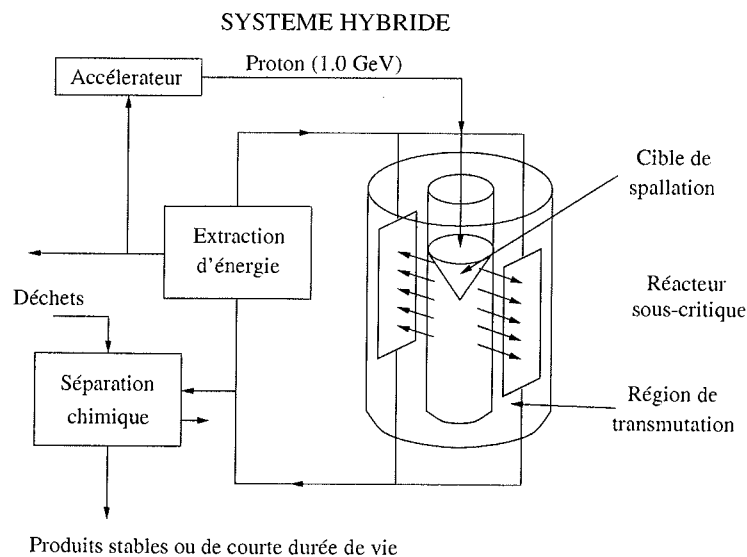 SYSTEME HYBRIDE
Accélerateur
Proton (1.0 GeV)
Cible de
spallation
Extraction
d'énergie
Déchets
Réacteur
sous-critique
Séparation
chimique
Région de
transmutation
Produits stables ou de courte durée de vie